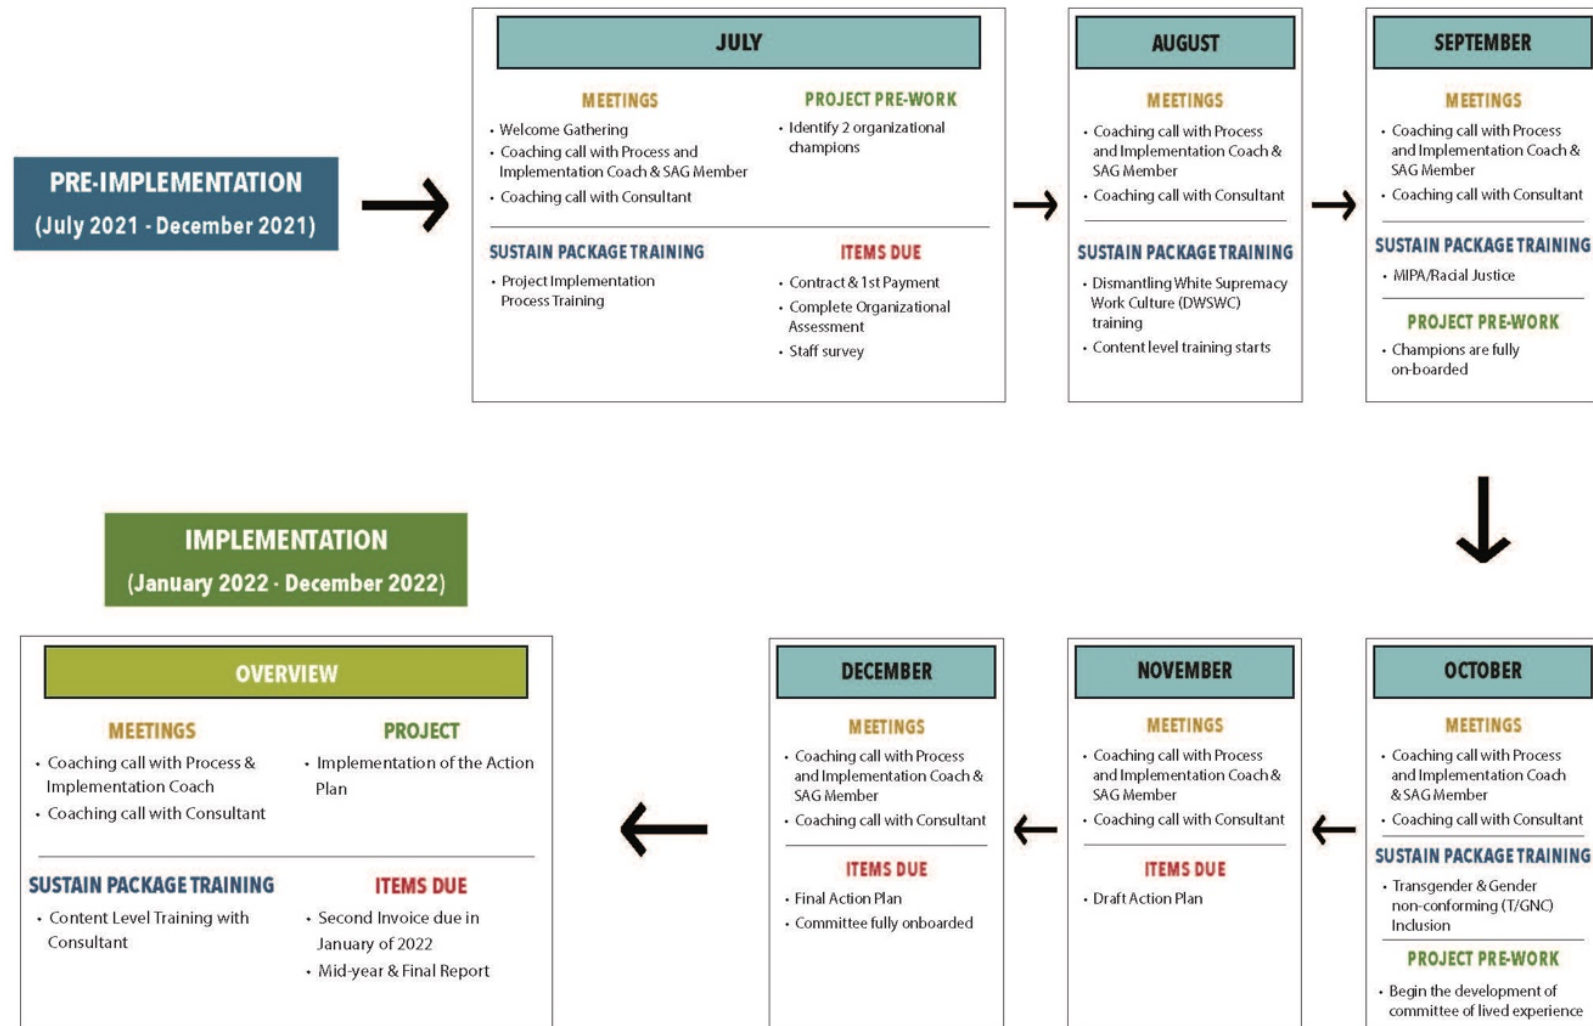 PRE-IMPLEMENTATION
(July 2021 - December 2021)
JULY
MEETINGS
• Welcome Gathering
• Coaching call with Process and
Implementation Coach & SAG Member
• Coaching call with Consultant
PROJECT PRE-WORK
• Identify 2 organizational
champions
SUSTAIN PACKAGE TRAINING
• Project Implementation
Process Training
ITEMS DUE
• Contract & 1st Payment
• Complete Organizational
Assessment
• Staff survey
AUGUST
MEETINGS
• Coaching call with Process
and Implementation Coach &
SAG Member
• Coaching call with Consultant
SUSTAIN PACKAGE TRAINING
• Dismantling White Supremacy
Work Culture (DWSWC)
training
• Content level training starts
SEPTEMBER
MEETINGS
• Coaching call with Process
and Implementation Coach &
SAG Member
• Coaching call with Consultant
SUSTAIN PACKAGE TRAINING
• MIPA/Racial Justice
PROJECT PRE-WORK
• Champions are fully
on-boarded
OCTOBER
MEETINGS
• Coaching call with Process
and Implementation Coach
& SAG Member
• Coaching call with Consultant
SUSTAIN PACKAGE TRAINING
• Transgender & Gender
non-conforming (T/GNC)
Inclusion
PROJECT PRE-WORK
• Begin the development of
committee of lived experience
NOVEMBER
MEETINGS
• Coaching call with Process
and Implementation Coach &
SAG Member
• Coaching call with Consultant
ITEMS DUE
• Draft Action Plan
DECEMBER
MEETINGS
• Coaching call with Process
and Implementation Coach &
SAG Member
• Coaching call with Consultant
ITEMS DUE
• Final Action Plan
• Committee fully onboarded
IMPLEMENTATION
(January 2022 - December 2022)
OVERVIEW
MEETINGS
• Coaching call with Process &
Implementation Coach
• Coaching call with Consultant
PROJECT
• Implementation of the Action
Plan
SUSTAIN PACKAGE TRAINING
• Content Level Training with
Consultant
ITEMS DUE
• Second Invoice due in
January of 2022
• Mid-year & Final Report